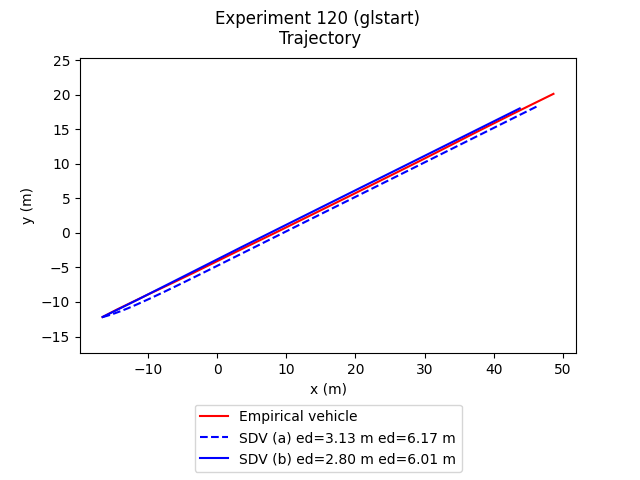 Experiment 120 (glstart)
Trajectory
25
20
15
10
5
0
−5
−10
−15
y (m)
−10 0 10 20 30 40 50
x (m)
Empirical vehicle
SDV (a) ed=3.13 m ed=6.17 m
SDV (b) ed=2.80 m ed=6.01 m